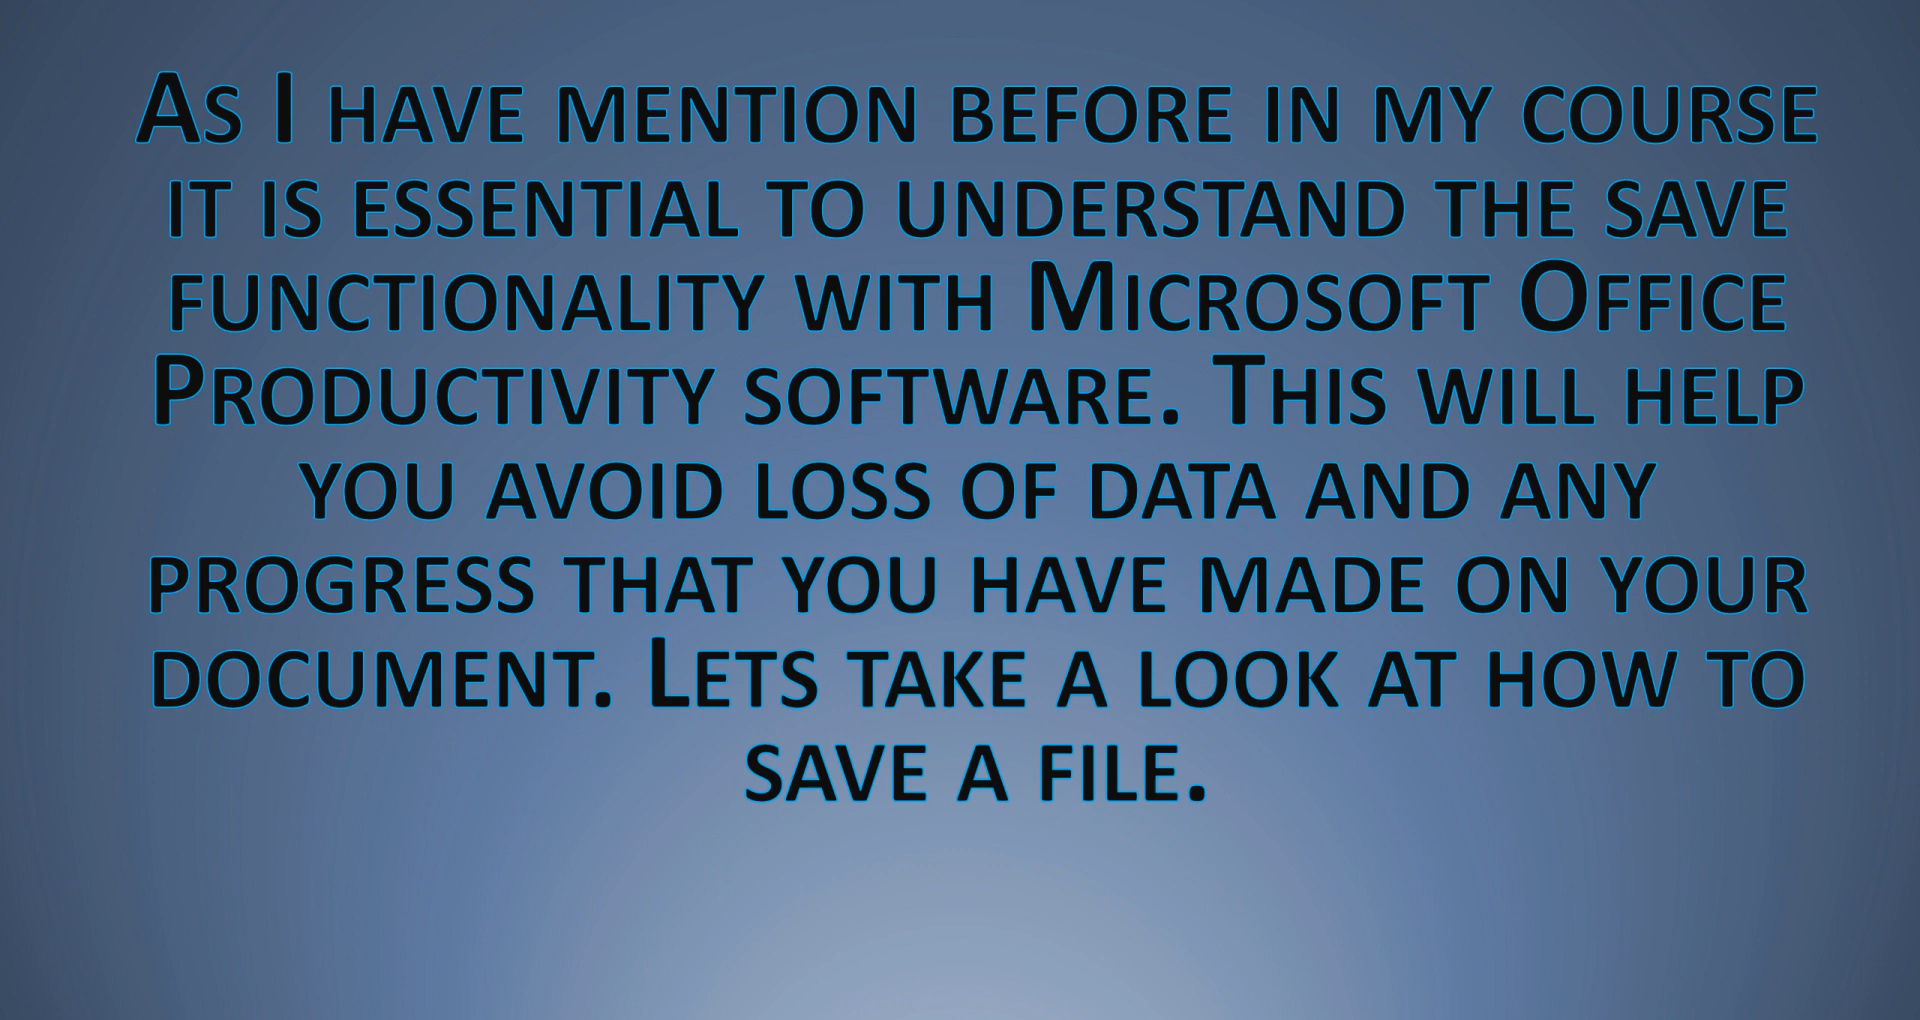 As I have mention before in my course
it is essential to understand the save
functionality with Microsoft Office
Productivity software. This will help
you avoid loss of data and any
progress that you have made on your
document. Lets take a look at how to
save a file.